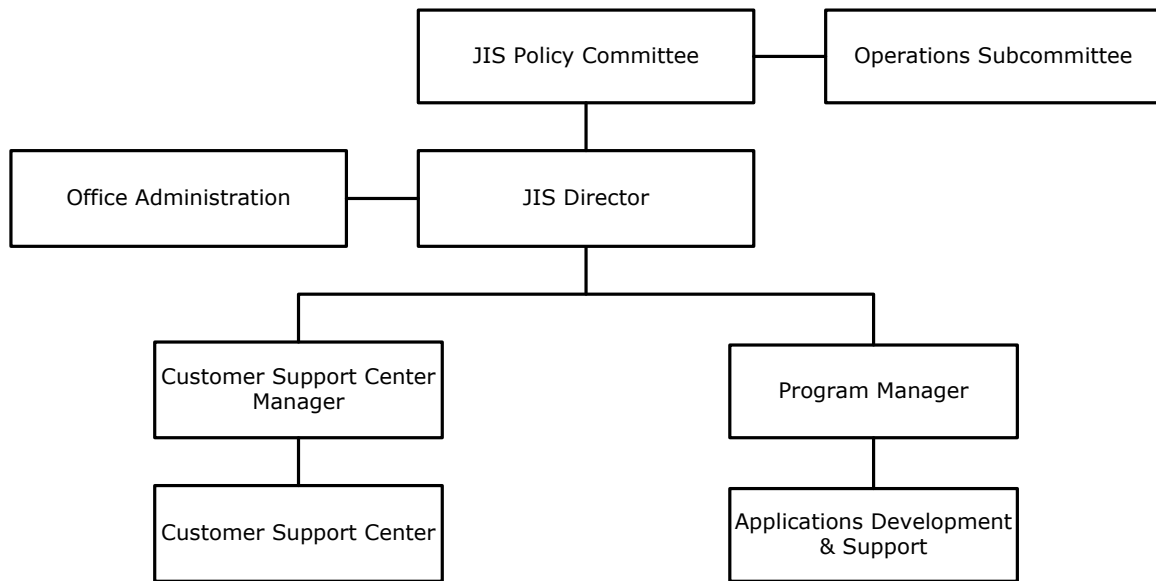 JIS Policy Committee
Operations Subcommittee
Office Administration
JIS Director
Customer Support Center
Manager
Program Manager
Customer Support Center
Applications Development
& Support